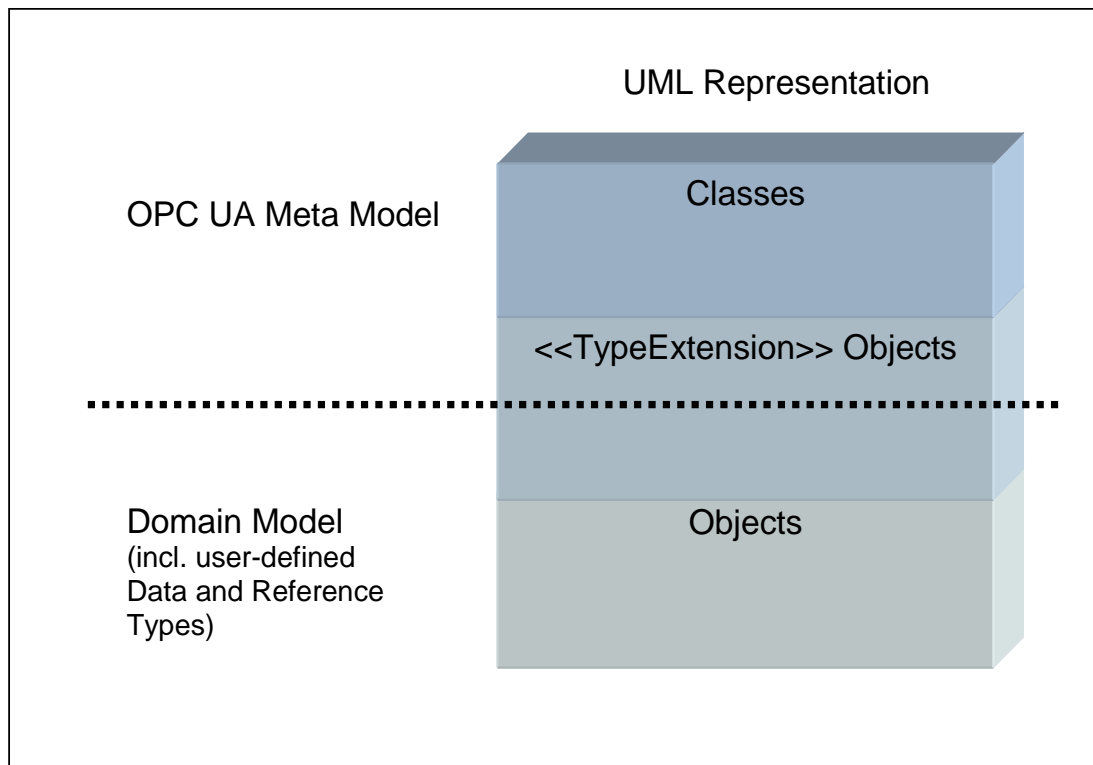 UML Representation
Classes
OPC UA Meta Model
<<TypeExtension>> Objects
Domain Model
(incl. user-defined
Data and Reference
Types)
Objects